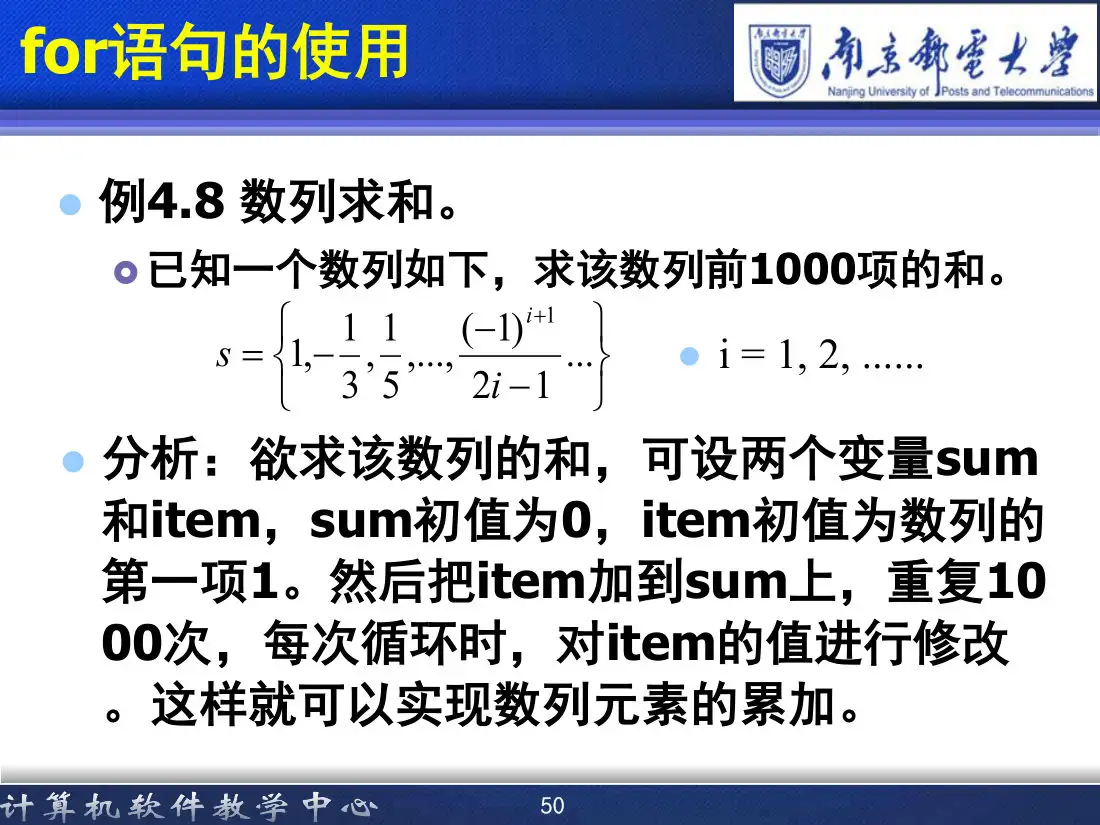 for语句的使用
南京邮电大学
Nanjing University of Posts and Telecommunications
例4.8 数列求和。
已知一个数列如下，求该数列前1000项的和。
s = {1, -1/3, 1/5, ,..., (-1)^{i+1}/(2i-1) ...}
i = 1, 2, ......
分析：欲求该数列的和，可设两个变量sum
和item，sum初值为0，item初值为数列的
第一项1。然后把item加到sum上，重复10
00次，每次循环时，对item的值进行修改
。这样就可以实现数列元素的累加。
计算机软件教学中心
50